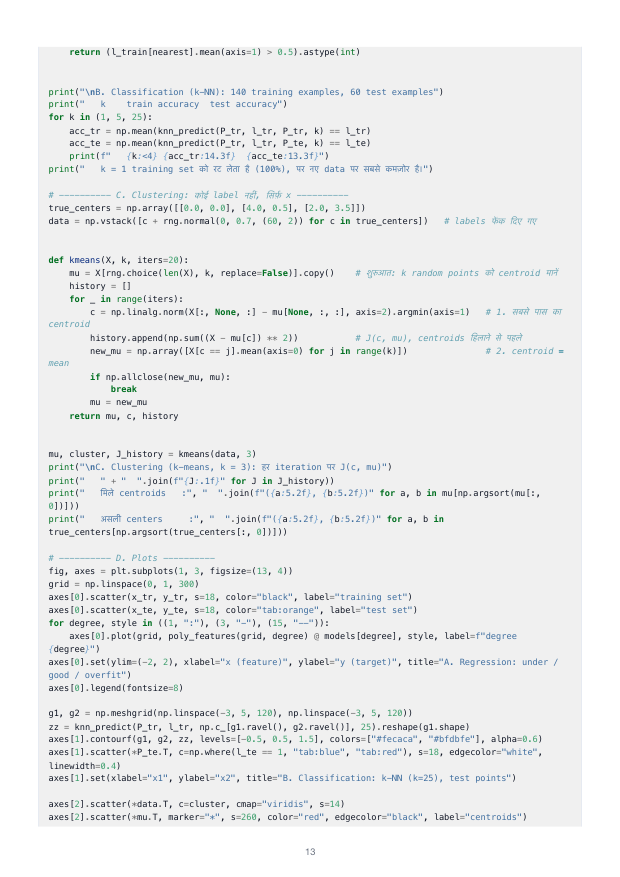 return (l_train[nearest].mean(axis=1) > 0.5).astype(int)
print("\nB. Classification (k-NN): 140 training examples, 60 test examples")
print("   k    train accuracy  test accuracy")
for k in (1, 5, 25):
    acc_tr = np.mean(knn_predict(P_tr, l_tr, P_tr, k) == l_tr)
    acc_te = np.mean(knn_predict(P_tr, l_tr, P_te, k) == l_te)
    print(f"   {k:<4} {acc_tr:14.3f}  {acc_te:13.3f}")
print("   k = 1 training set को रट लेता है (100%), पर नए data पर सबसे कमज़ोर है।")
# ---------- C. Clustering: कोई label नहीं, सिर्फ़ x ----------
true_centers = np.array([[0.0, 0.0], [4.0, 0.5], [2.0, 3.5]])
data = np.vstack([c + rng.normal(0, 0.7, (60, 2)) for c in true_centers])   # labels फेंक दिए गए
def kmeans(X, k, iters=20):
    mu = X[rng.choice(len(X), k, replace=False)].copy()    # शुरुआत: k random points को centroid मानें
    history = []
    for _ in range(iters):
        c = np.linalg.norm(X[:, None, :] - mu[None, :, :], axis=2).argmin(axis=1)   # 1. सबसे पास का
centroid
        history.append(np.sum((X - mu[c]) ** 2))           # J(c, mu), centroids हिलाने से पहले
        new_mu = np.array([X[c == j].mean(axis=0) for j in range(k)])               # 2. centroid =
mean
        if np.allclose(new_mu, mu):
            break
        mu = new_mu
    return mu, c, history
mu, cluster, J_history = kmeans(data, 3)
print("\nC. Clustering (k-means, k = 3): हर iteration पर J(c, mu)")
print("   " + "  ".join(f"{J:.1f}" for J in J_history))
print("   मिले centroids   :", "  ".join(f"({a:5.2f}, {b:5.2f})" for a, b in mu[np.argsort(mu[:,
0])]))
print("   असली centers     :", "  ".join(f"({a:5.2f}, {b:5.2f})" for a, b in
true_centers[np.argsort(true_centers[:, 0])]))
# ---------- D. Plots ----------
fig, axes = plt.subplots(1, 3, figsize=(13, 4))
grid = np.linspace(0, 1, 300)
axes[0].scatter(x_tr, y_tr, s=18, color="black", label="training set")
axes[0].scatter(x_te, y_te, s=18, color="tab:orange", label="test set")
for degree, style in ((1, ":"), (3, "-"), (15, "--")):
    axes[0].plot(grid, poly_features(grid, degree) @ models[degree], style, label=f"degree
{degree}")
axes[0].set(ylim=(-2, 2), xlabel="x (feature)", ylabel="y (target)", title="A. Regression: under /
good / overfit")
axes[0].legend(fontsize=8)
g1, g2 = np.meshgrid(np.linspace(-3, 5, 120), np.linspace(-3, 5, 120))
zz = knn_predict(P_tr, l_tr, np.c_[g1.ravel(), g2.ravel()], 25).reshape(g1.shape)
axes[1].contourf(g1, g2, zz, levels=[-0.5, 0.5, 1.5], colors=["#fecaca", "#bfdbfe"], alpha=0.6)
axes[1].scatter(*P_te.T, c=np.where(l_te == 1, "tab:blue", "tab:red"), s=18, edgecolor="white",
linewidth=0.4)
axes[1].set(xlabel="x1", ylabel="x2", title="B. Classification: k-NN (k=25), test points")
axes[2].scatter(*data.T, c=cluster, cmap="viridis", s=14)
axes[2].scatter(*mu.T, marker="*", s=260, color="red", edgecolor="black", label="centroids")
13